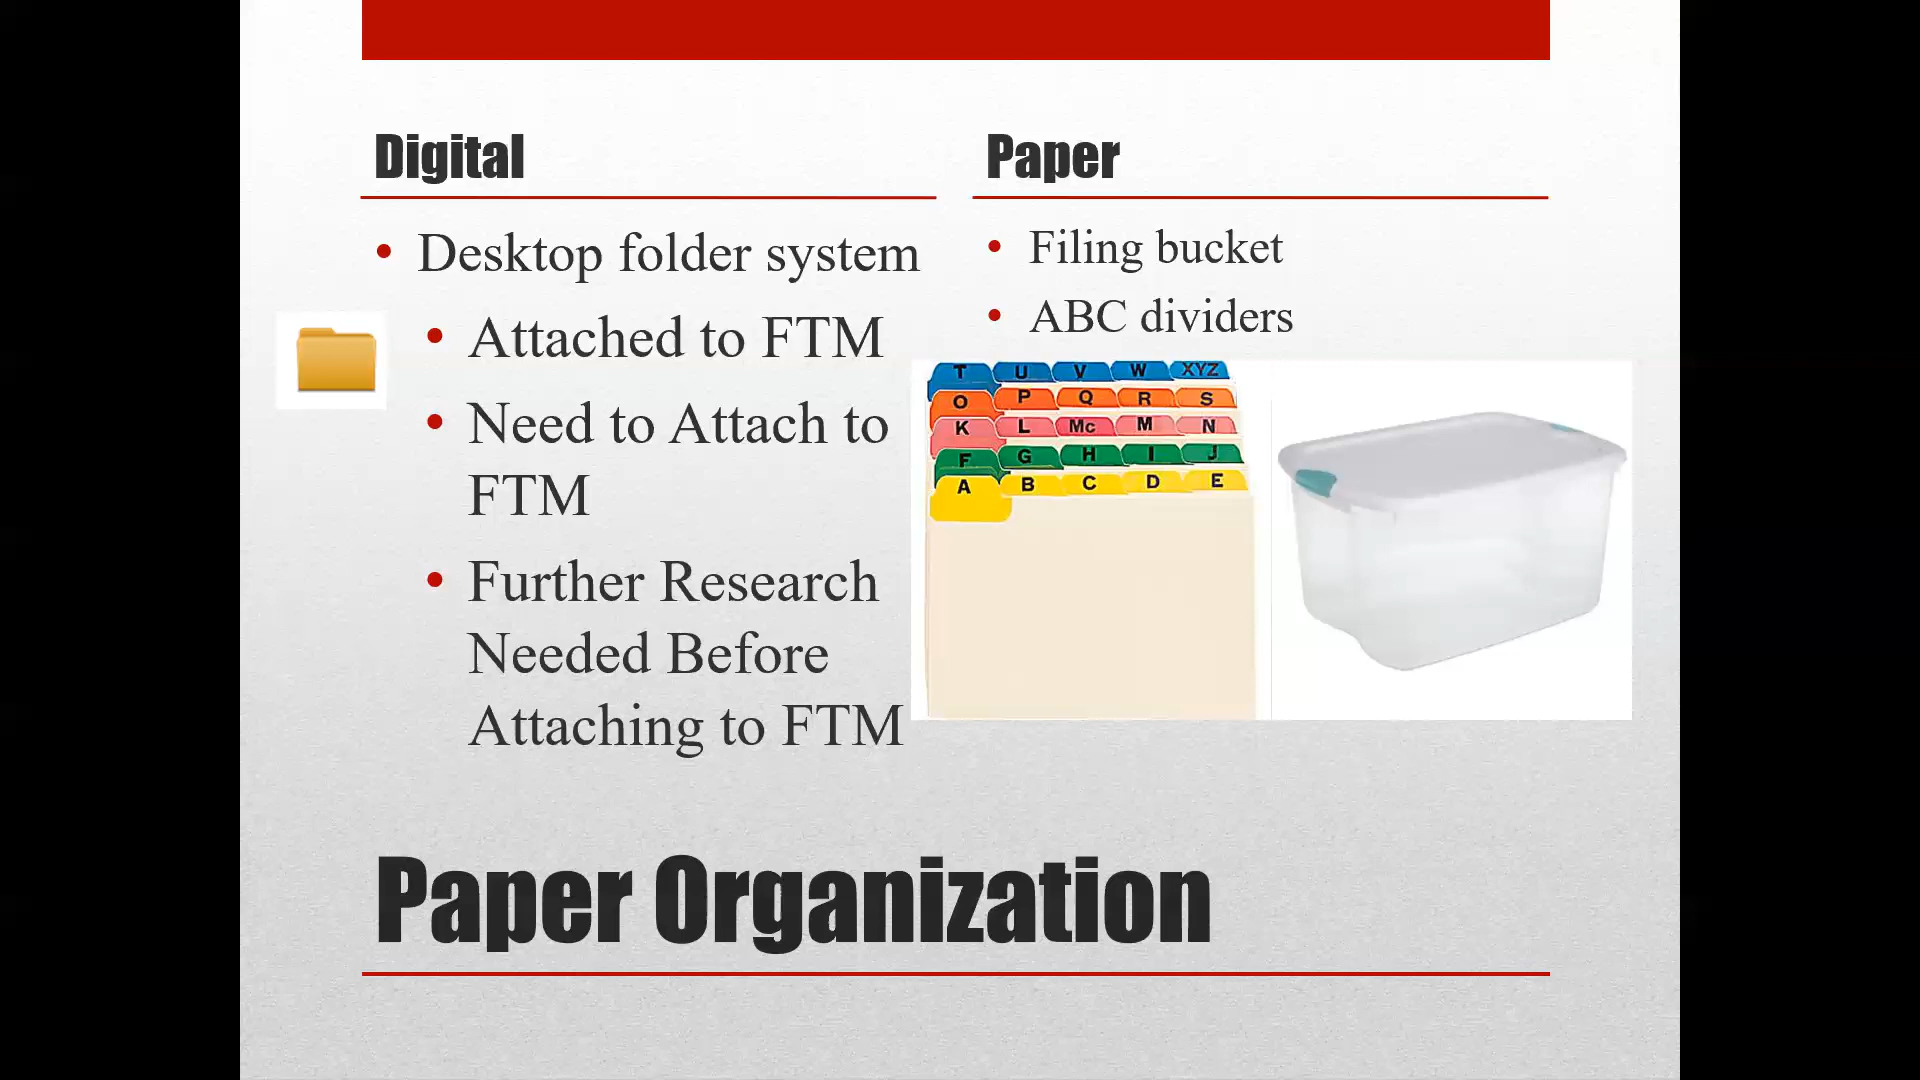 Digital
• Desktop folder system
• Attached to FTM
• Need to Attach to
FTM
• Further Research
Needed Before
Attaching to FTM
Paper
• Filing bucket
• ABC dividers
T U V W XYZ
O P Q R S
K L Mc M N
F G H I J
A B C D E
Paper Organization